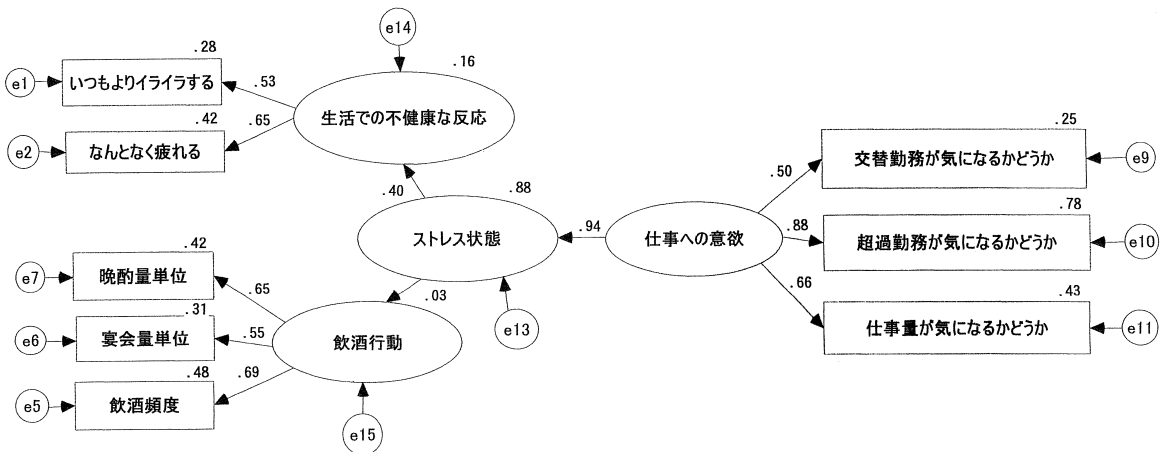 e14
.28
.16
e1
いつもよりイライラする
.53
生活での不健康な反応
.42
.65
e2
なんとなく疲れる
.25
交替勤務が気になるかどうか
e9
.50
.40
.88
.78
ストレス状態
.94
仕事への意欲
.88
超過勤務が気になるかどうか
e10
.42
e7
晩酌量単位
.65
.03
.66
.43
.31
e6
宴会量単位
.55
飲酒行動
e13
仕事量が気になるかどうか
e11
.48
.69
e5
飲酒頻度
e15